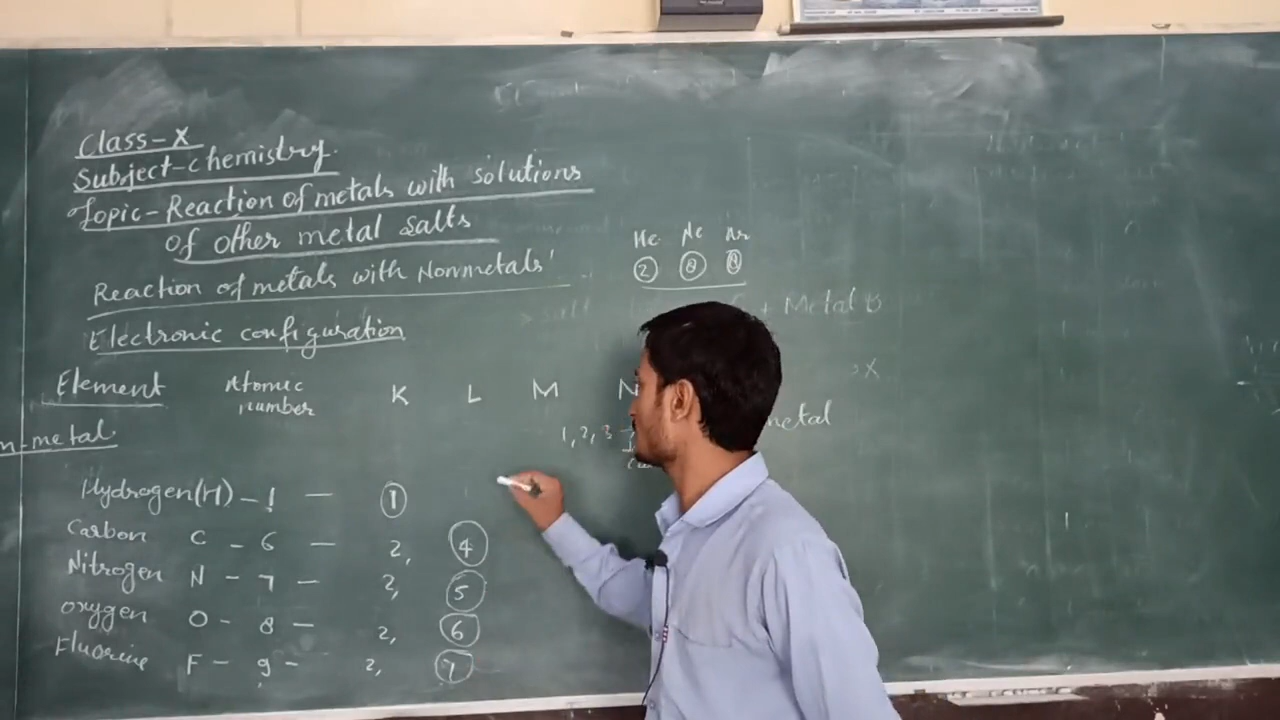 Class-X
Subject-Chemistry.
Topic-Reaction of metals with solutions
of other metal salts
Reaction of metals with Nonmetals'
He Ne Ar
2 8 8
Electronic configuration
+ Metal B
Element Atomic number K L M N
1, 2, 3
metal
n-metal
Hydrogen(H) - 1 — 1
Carbon C - 6 — 2, 4
Nitrogen N - 7 — 2, 5
Oxygen O - 8 — 2, 6
Fluorine F - 9 - 2, 7